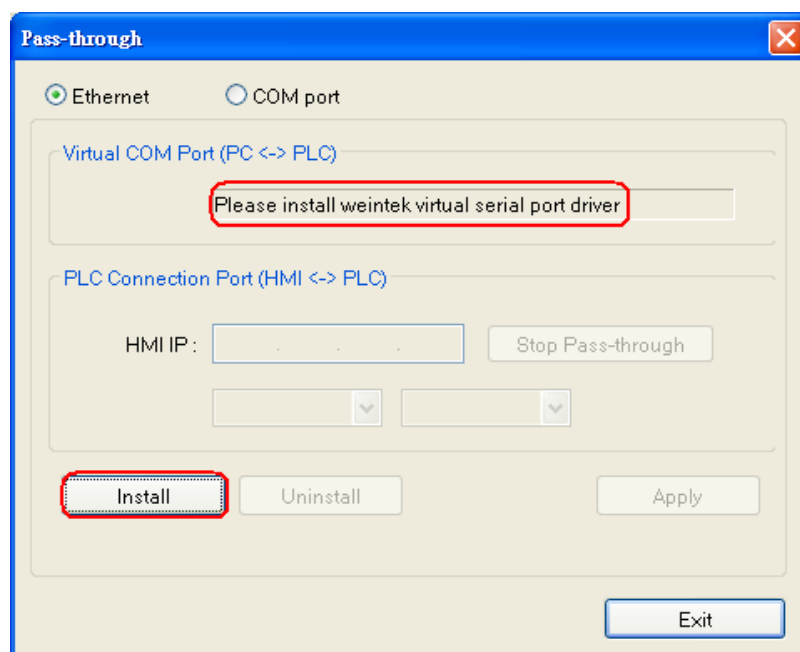 Pass-through
Ethernet COM port
Virtual COM Port (PC <-> PLC)
Please install weintek virtual serial port driver
PLC Connection Port (HMI <-> PLC)
HMI IP : . . . Stop Pass-through
Install Uninstall Apply
Exit